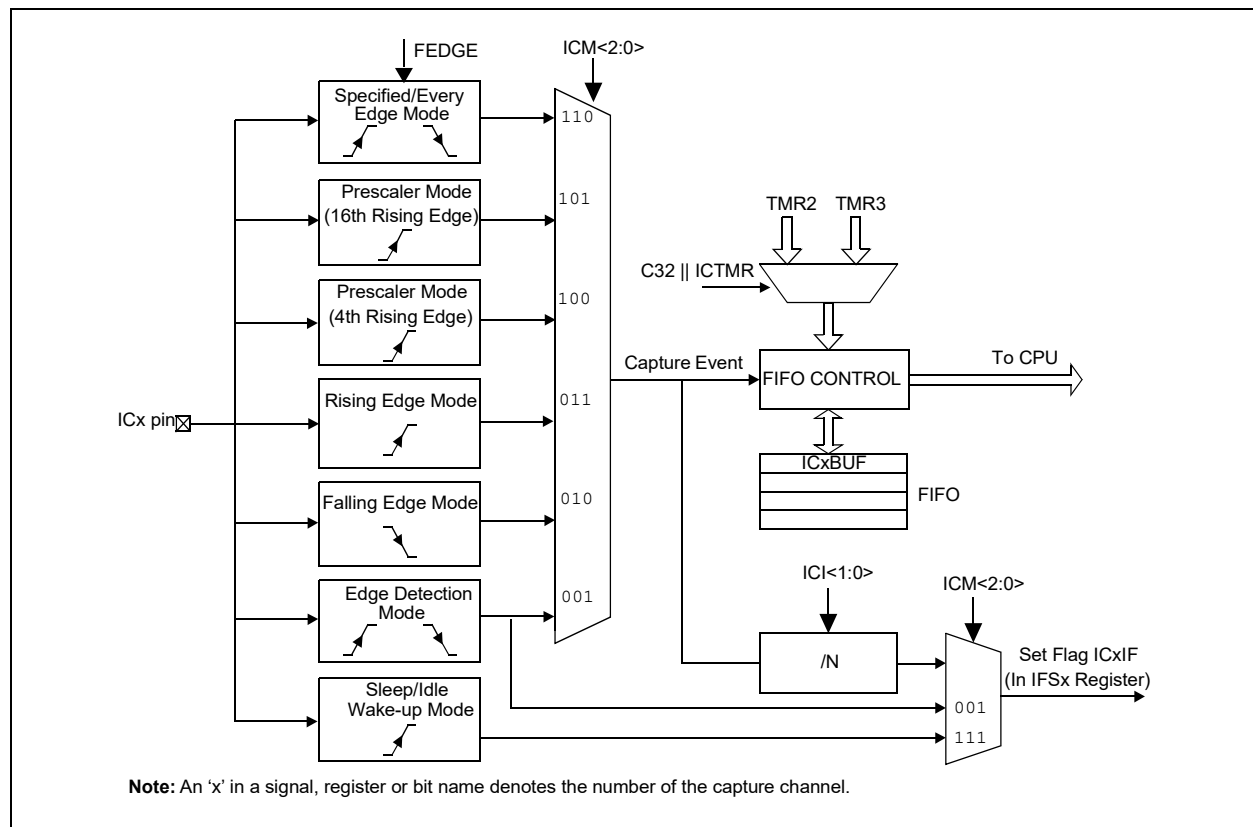 FEDGE
ICM<2:0>
Specified/Every
Edge Mode
110
Prescaler Mode
(16th Rising Edge)
101
TMR2
TMR3
C32 || ICTMR
Prescaler Mode
(4th Rising Edge)
100
Capture Event
FIFO CONTROL
To CPU
ICx pin
Rising Edge Mode
011
ICxBUF
FIFO
Falling Edge Mode
010
ICI<1:0>
ICM<2:0>
Edge Detection
Mode
001
/N
Set Flag ICxIF
(In IFSx Register)
Sleep/Idle
Wake-up Mode
001
111
Note: An ‘x’ in a signal, register or bit name denotes the number of the capture channel.